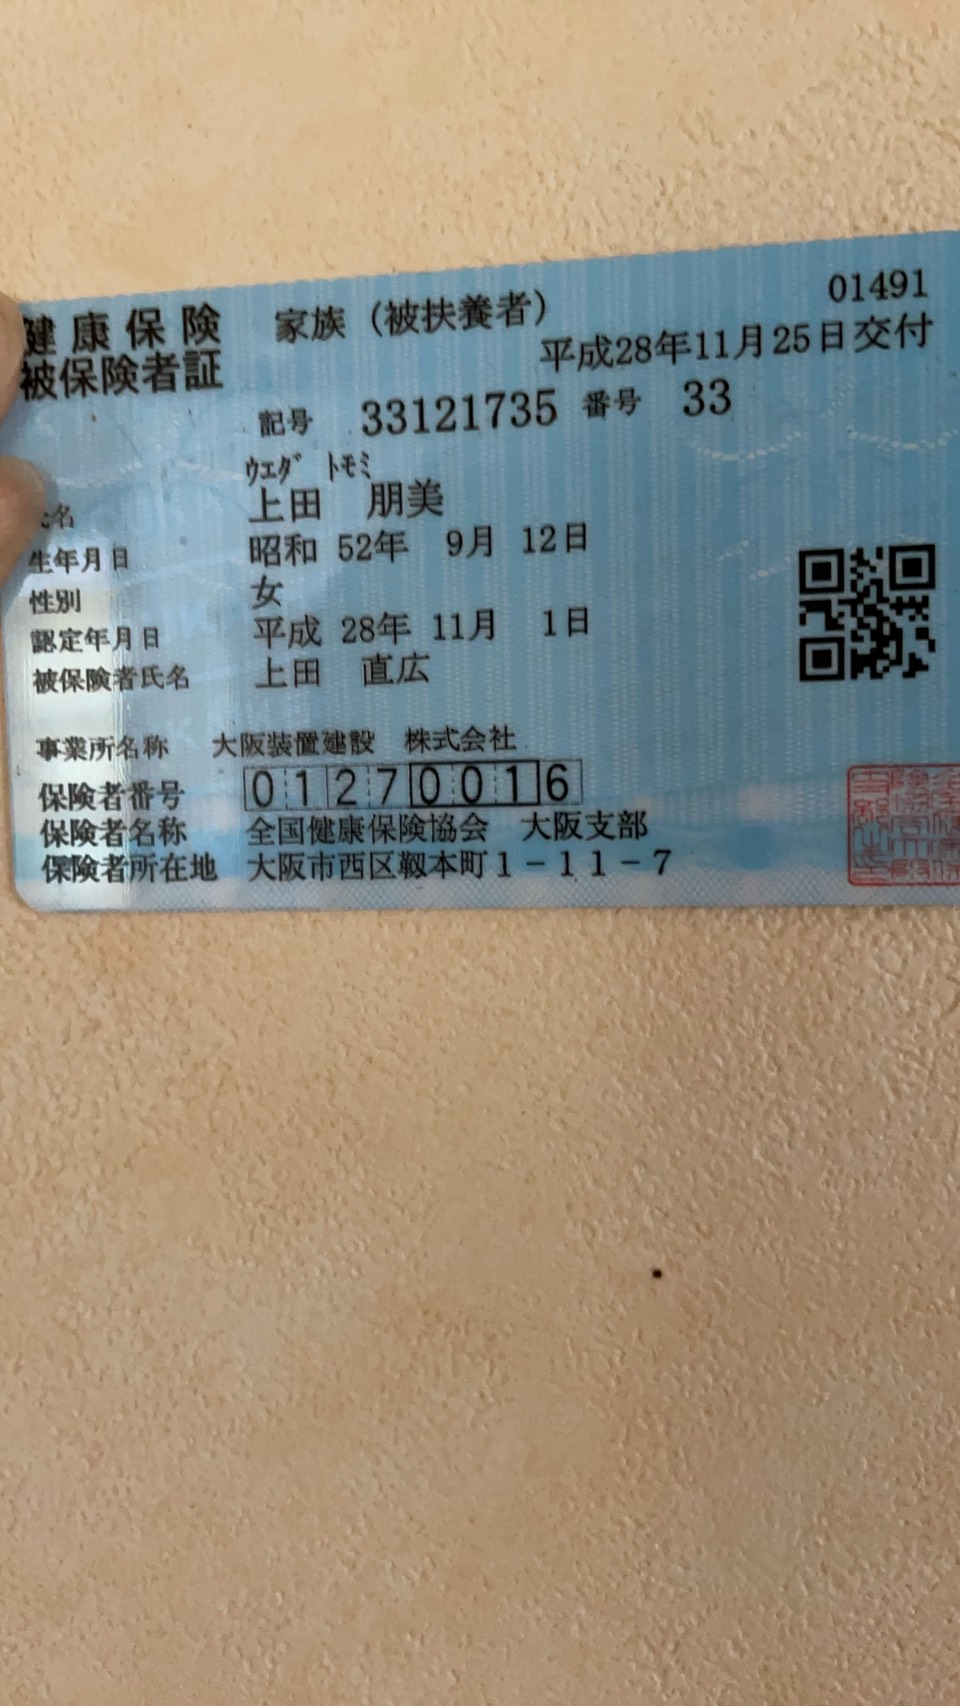 健康保険 家族（被扶養者） 01491
被保険者証 平成28年11月25日交付
記号 33121735 番号 33
ｳｴﾀﾞ ﾄﾓﾐ
氏名 上田 朋美
生年月日 昭和 52年 9月 12日
性別 女
認定年月日 平成 28年 11月 1日
被保険者氏名 上田 直広
事業所名称 大阪装置建設 株式会社
保険者番号 01270016
保険者名称 全国健康保険協会 大阪支部
保険者所在地 大阪市西区靱本町1-11-7